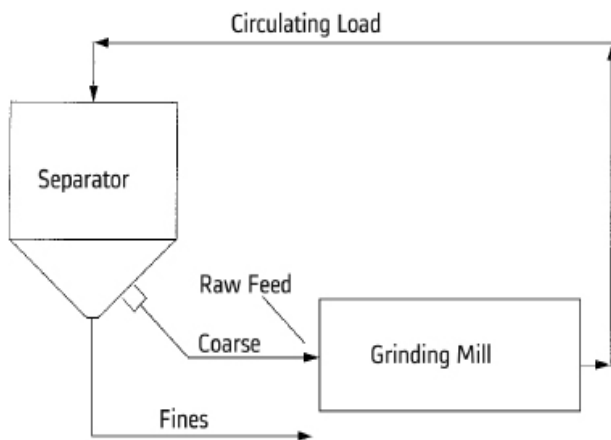 Circulating Load
Separator
Raw Feed
Coarse
Grinding Mill
Fines